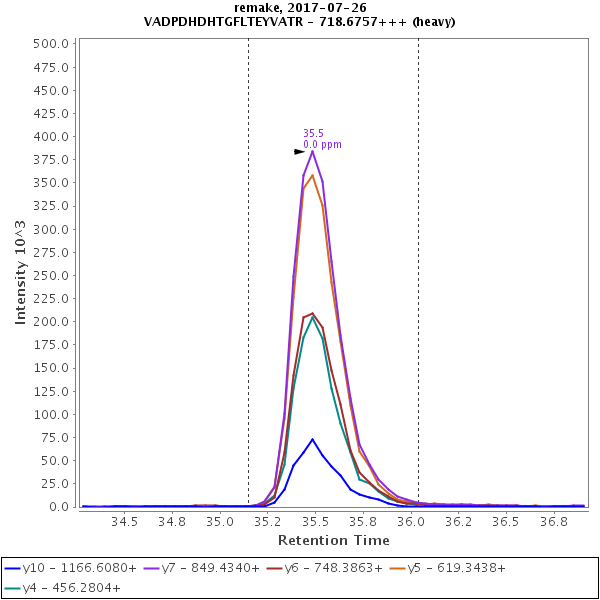 remake, 2017-07-26
VADPDHDHTGFLTEYVATR - 718.6757+++ (heavy)
500.0
475.0
450.0
425.0
400.0
375.0
350.0
325.0
300.0
275.0
250.0
225.0
200.0
175.0
150.0
125.0
100.0
75.0
50.0
25.0
0.0
Intensity 10^3
35.5
0.0 ppm
34.5 34.8 35.0 35.2 35.5 35.8 36.0 36.2 36.5 36.8
Retention Time
y10 - 1166.6080+ y7 - 849.4340+ y6 - 748.3863+ y5 - 619.3438+
y4 - 456.2804+